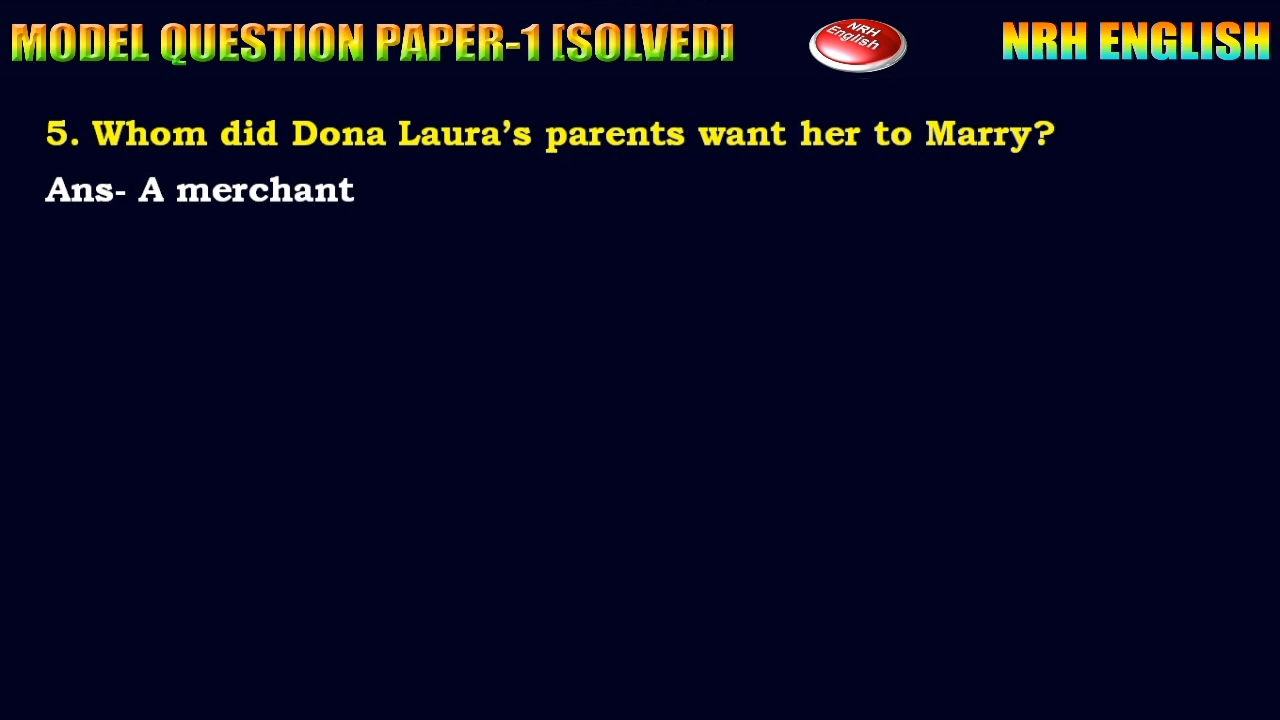 MODEL QUESTION PAPER-1 [SOLVED]
NRH
English
NRH ENGLISH
5. Whom did Dona Laura’s parents want her to Marry?
Ans- A merchant